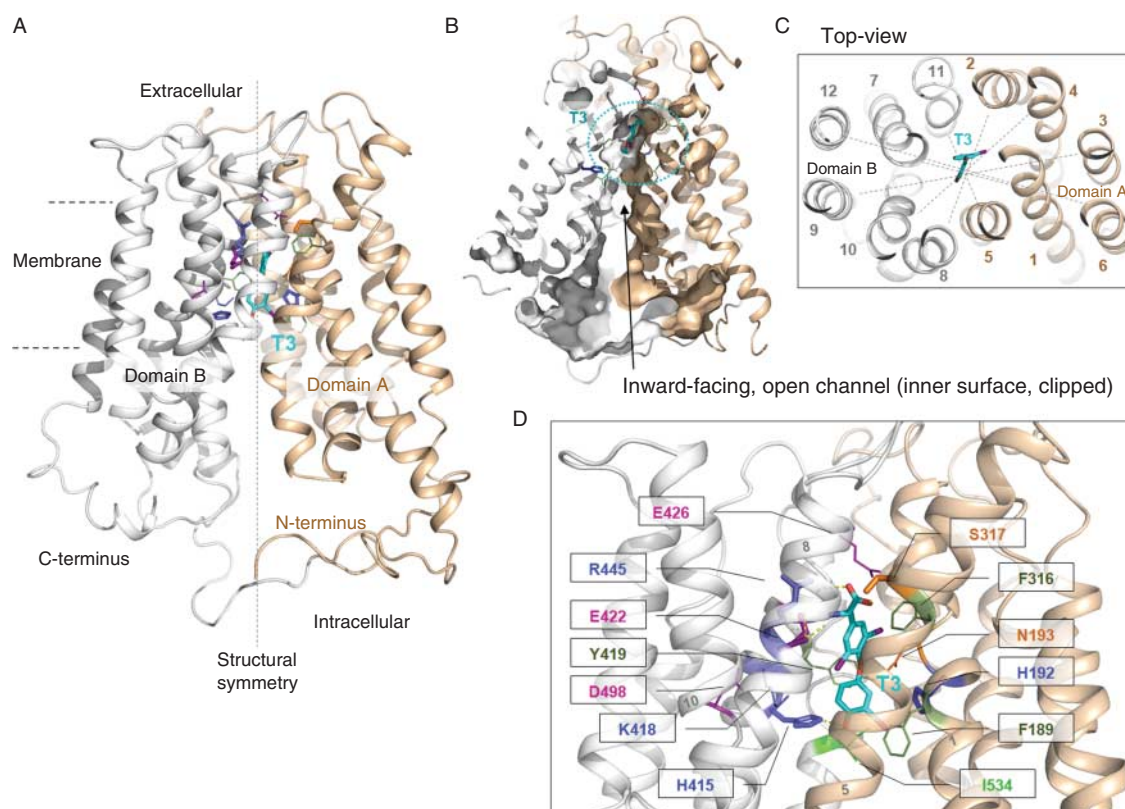 A
Extracellular
Membrane
T3
Domain B
Domain A
N-terminus
C-terminus
Intracellular
Structural
symmetry
B
T3
Inward-facing, open channel (inner surface, clipped)
C
Top-view
12
7
11
2
4
3
T3
Domain B
Domain A
9
10
8
5
1
6
D
E426
8
S317
R445
F316
E422
N193
Y419
T3
H192
D498
10
K418
F189
1
H415
5
I534